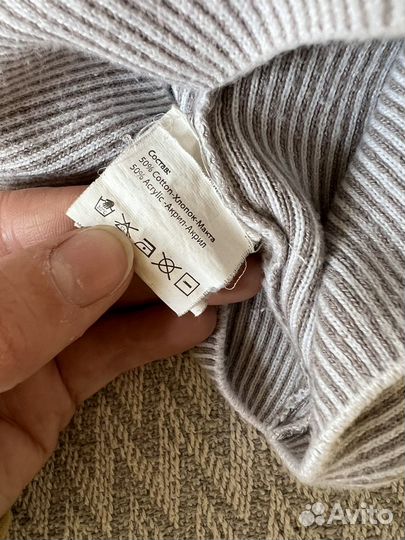 Состав:
50% Cotton-Хлопок-Мақта
50% Acrylic-Акрил-Акрил
Avito